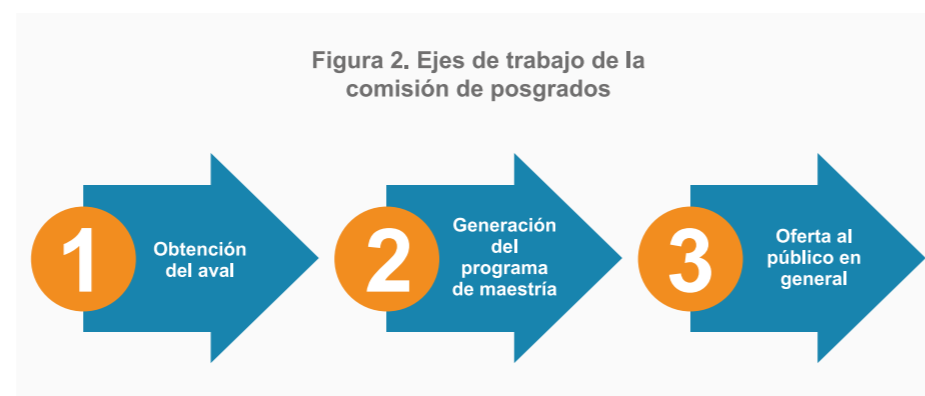 Figura 2. Ejes de trabajo de la
comisión de posgrados
1
Obtención
del aval
2
Generación
del
programa
de maestría
3
Oferta al
público en
general